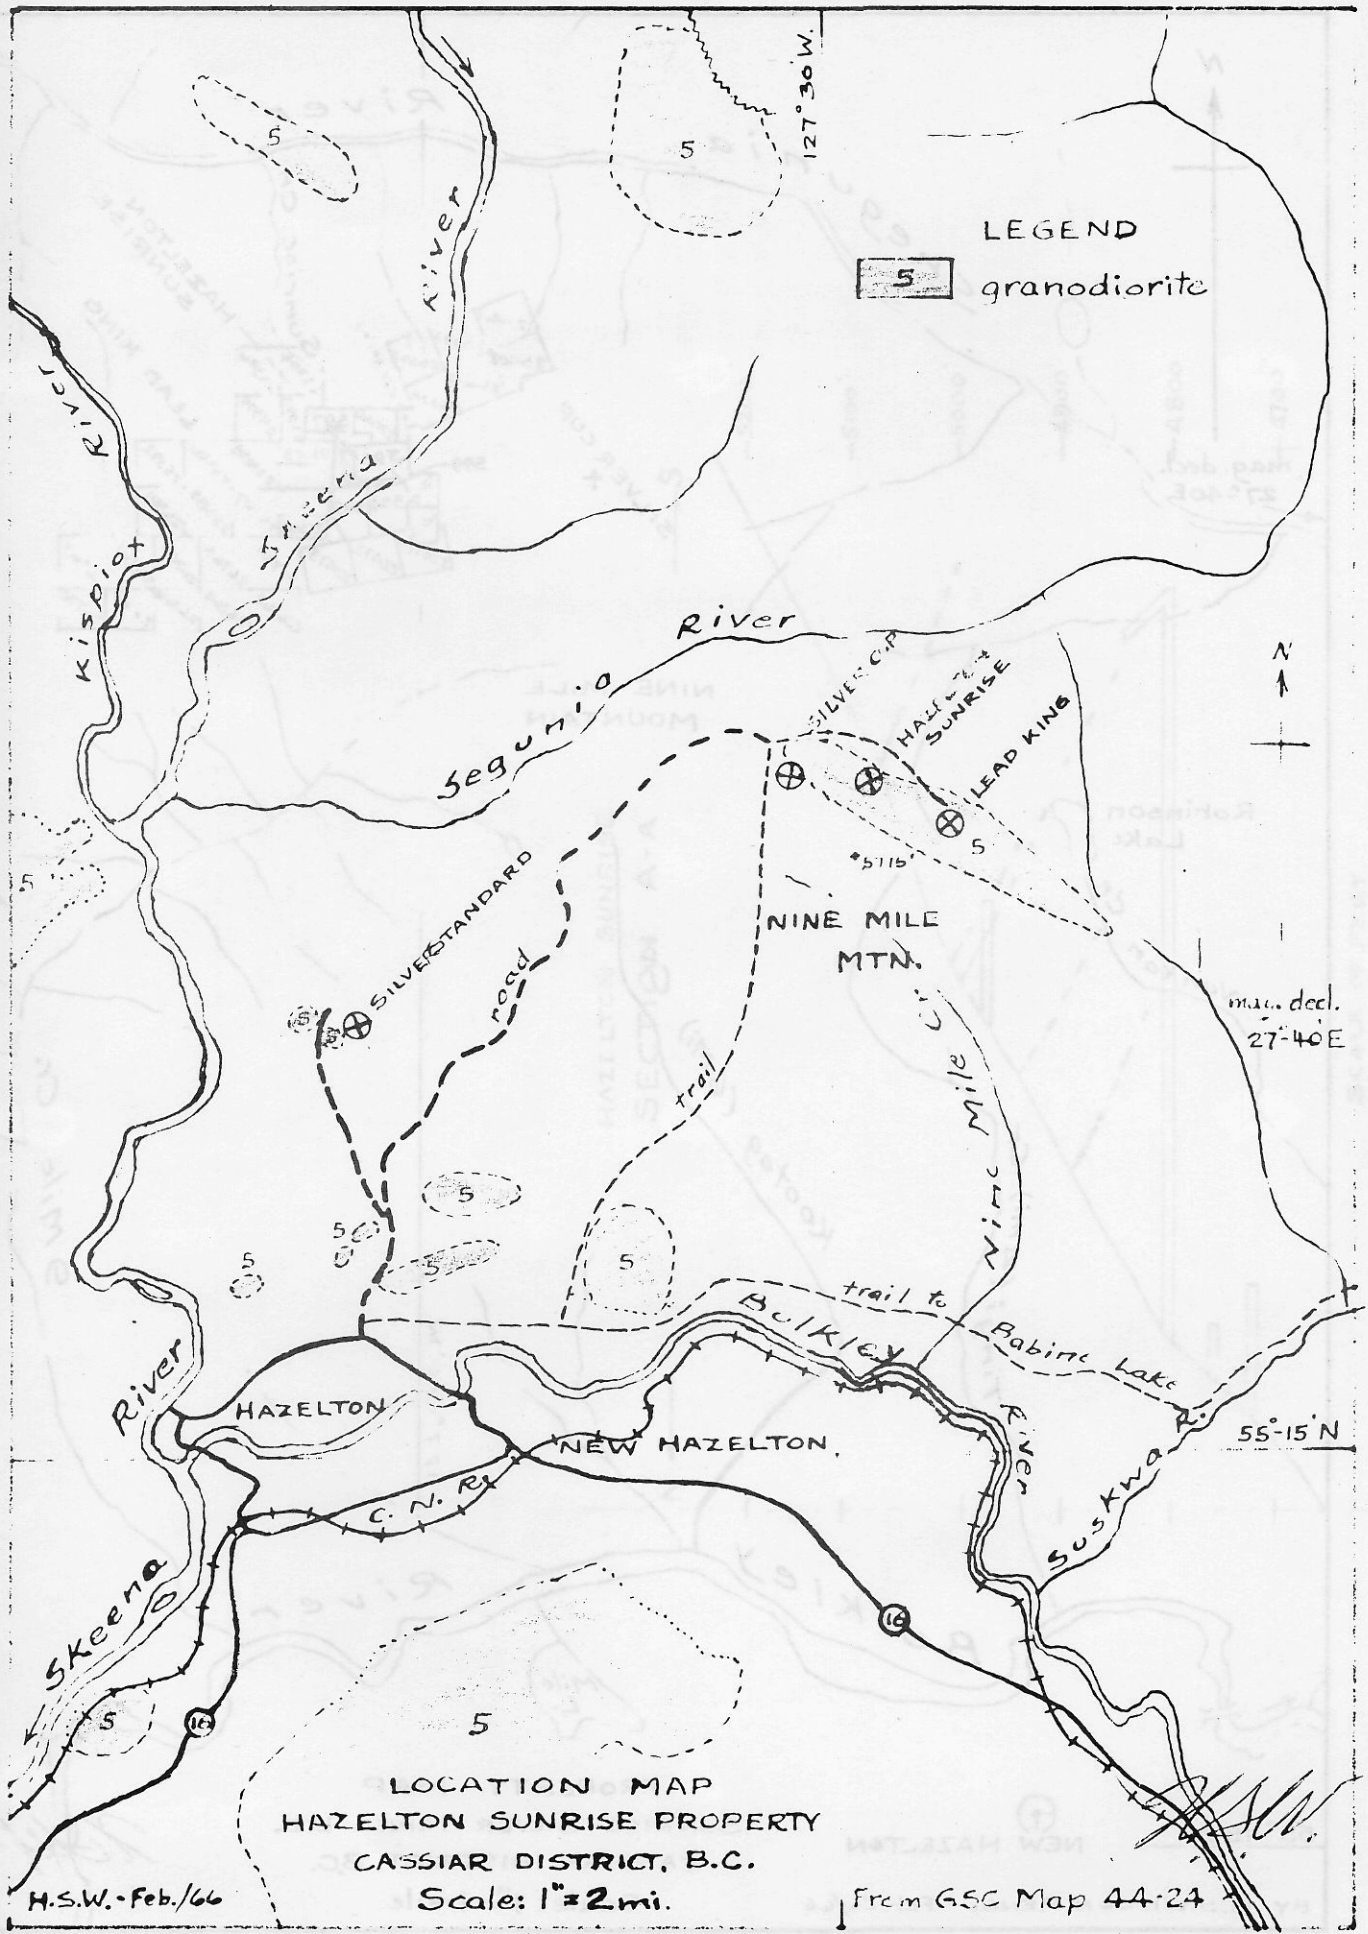 127°30'W.
5
5
River
LEGEND
5 granodiorite
River
Skeena
Kispiox
River
Segunia
SILVER CUP
HAZELTON
SUNRISE
LEAD KING
N
5
5
5115'
NINE MILE
MTN.
SILVER STANDARD
road
S
S
trail
Nine Mile Cr.
mag. decl.
27°-40'E
5
5
5
5
5
trail to Babine Lake
Bulkley
River
River
HAZELTON
NEW HAZELTON.
55°-15'N
C. N. R.
Suskwa R.
Skeena
16
16
5
5
LOCATION MAP
HAZELTON SUNRISE PROPERTY
CASSIAR DISTRICT, B.C.
Scale: 1"=2mi.
H.S.W.-Feb./66
From GSC Map 44-24
H.S.W.